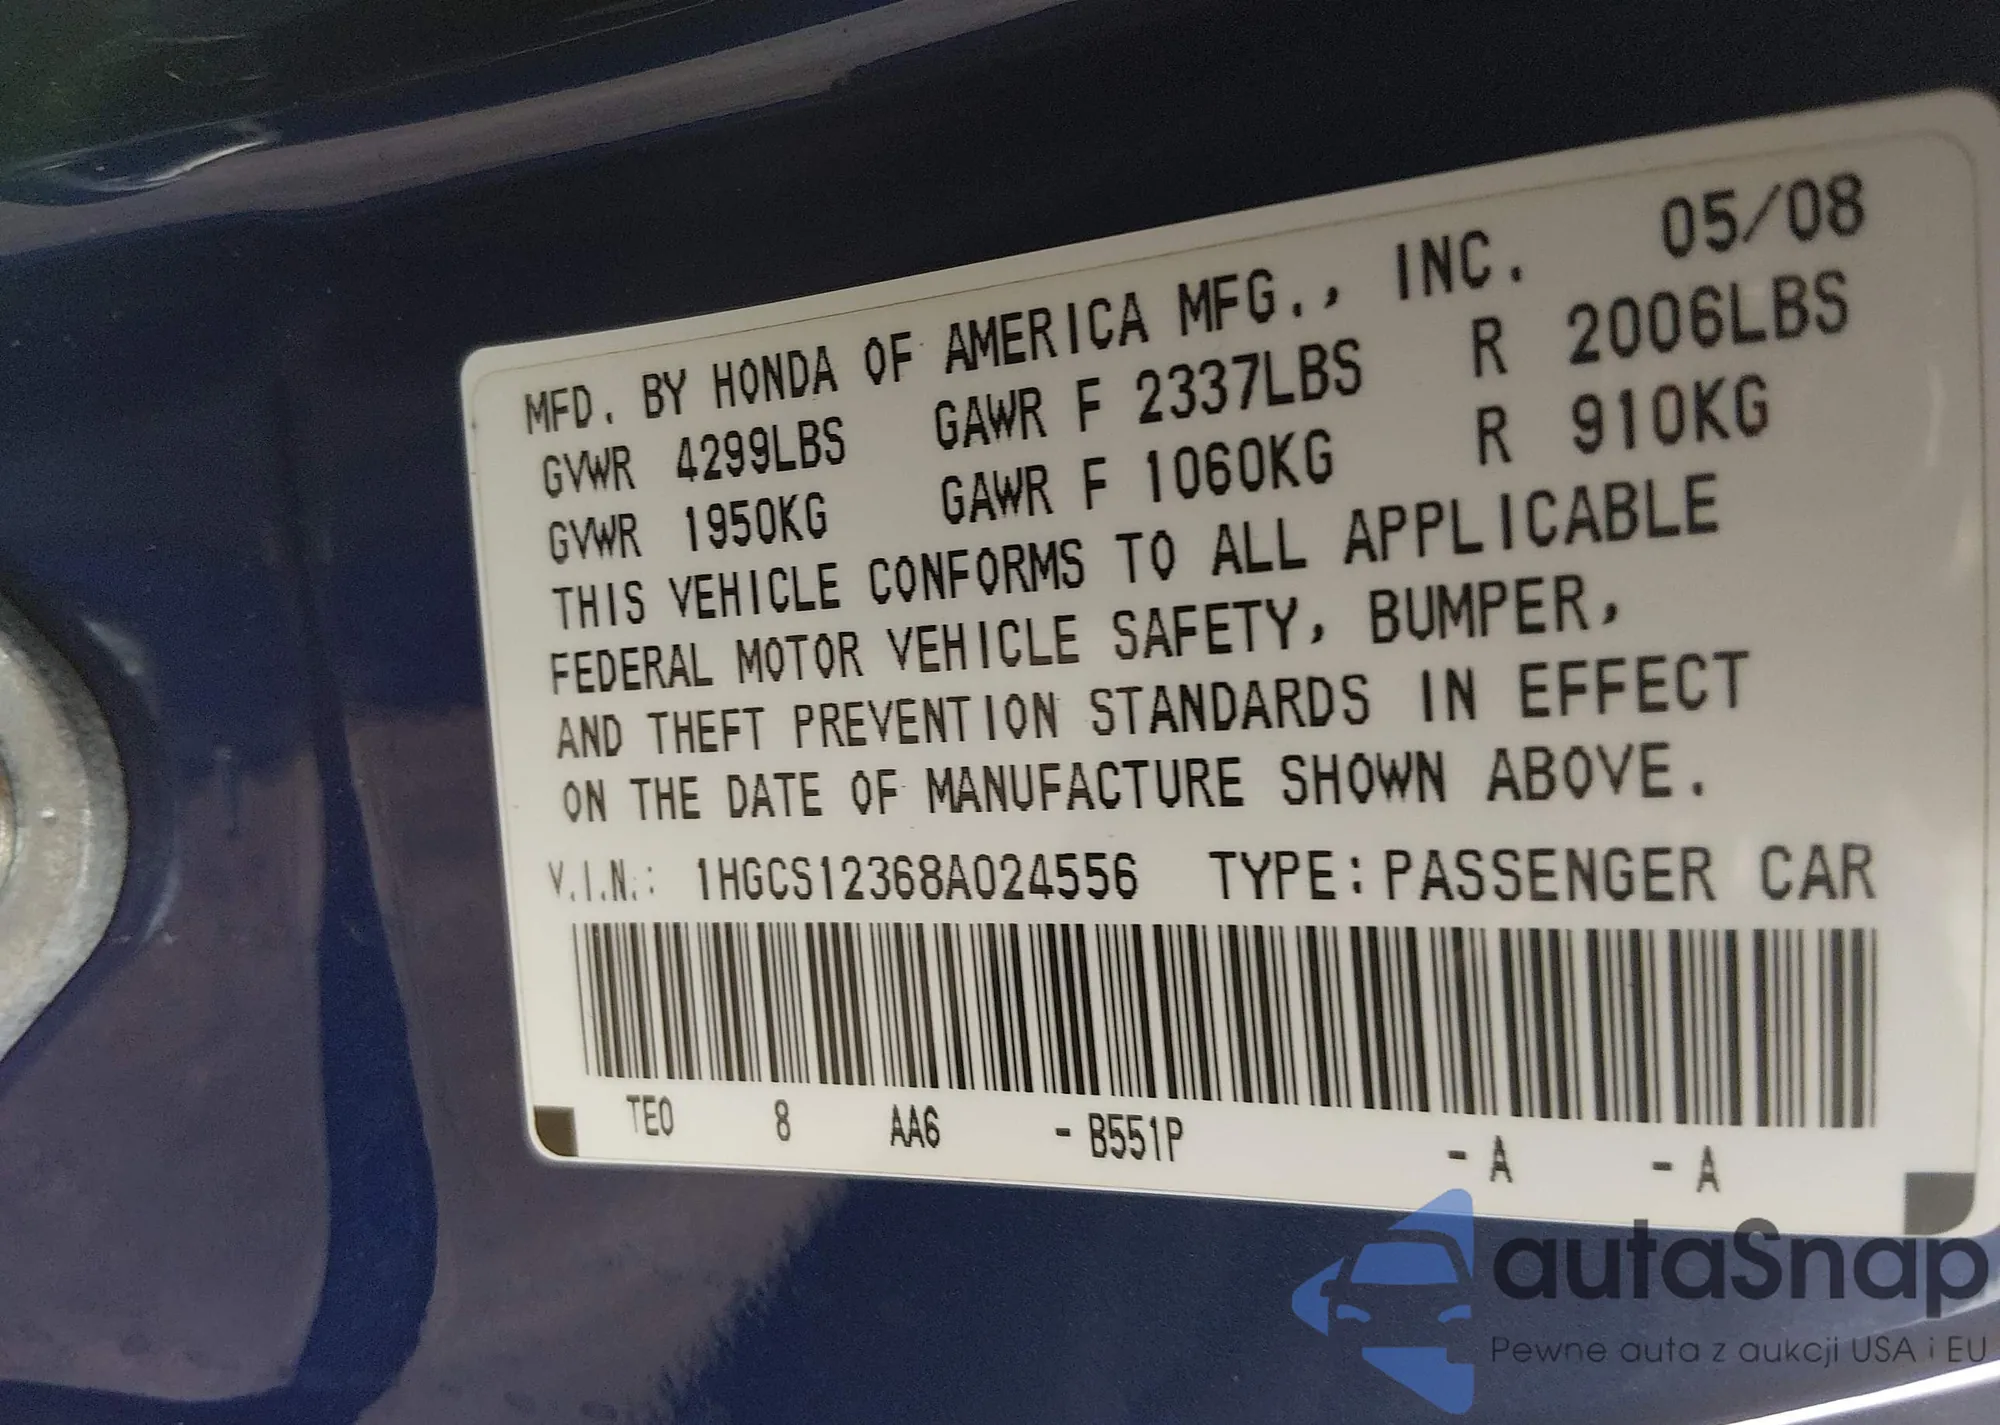 MFD. BY HONDA OF AMERICA MFG., INC. 05/08
GVWR 4299LBS GAWR F 2337LBS R 2006LBS
GVWR 1950KG GAWR F 1060KG R 910KG
THIS VEHICLE CONFORMS TO ALL APPLICABLE
FEDERAL MOTOR VEHICLE SAFETY, BUMPER,
AND THEFT PREVENTION STANDARDS IN EFFECT
ON THE DATE OF MANUFACTURE SHOWN ABOVE.
V.I.N.: 1HGCS12368A024556 TYPE:PASSENGER CAR
TE0 8 AA6 -B551P -A -A
autaSnap
Pewne auta z aukcji USA i EU